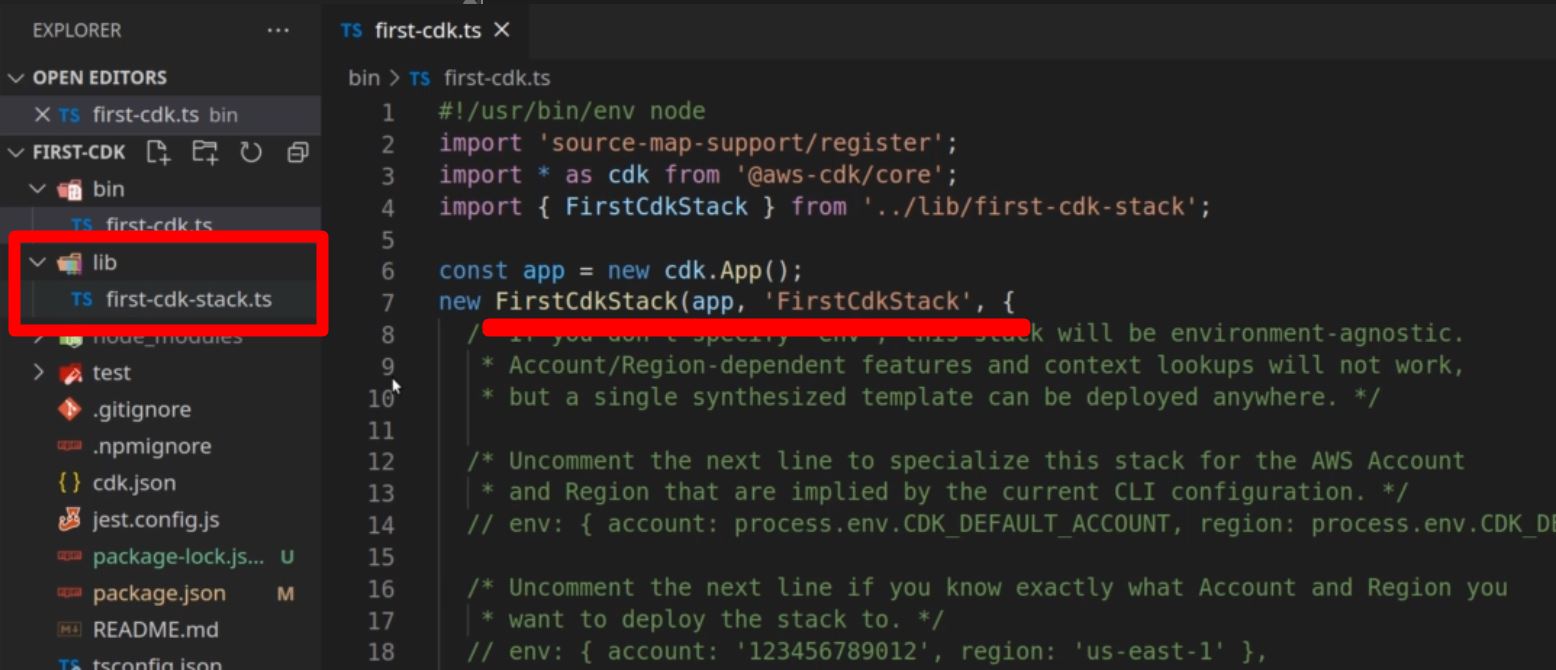 EXPLORER ...
OPEN EDITORS
TS first-cdk.ts bin
FIRST-CDK
bin
TS first-cdk.ts
lib
TS first-cdk-stack.ts
node_modules
test
.gitignore
.npmignore
{} cdk.json
jest.config.js
package-lock.js... U
package.json M
README.md
TS tsconfig.json
TS first-cdk.ts
bin > TS first-cdk.ts
1 #!/usr/bin/env node
2 import 'source-map-support/register';
3 import * as cdk from '@aws-cdk/core';
4 import { FirstCdkStack } from '../lib/first-cdk-stack';
5
6 const app = new cdk.App();
7 new FirstCdkStack(app, 'FirstCdkStack', {
8 /* If you don't specify 'env', this stack will be environment-agnostic.
9 * Account/Region-dependent features and context lookups will not work,
10 * but a single synthesized template can be deployed anywhere. */
11
12 /* Uncomment the next line to specialize this stack for the AWS Account
13 * and Region that are implied by the current CLI configuration. */
14 // env: { account: process.env.CDK_DEFAULT_ACCOUNT, region: process.env.CDK_DE
15
16 /* Uncomment the next line if you know exactly what Account and Region you
17 * want to deploy the stack to. */
18 // env: { account: '123456789012', region: 'us-east-1' },